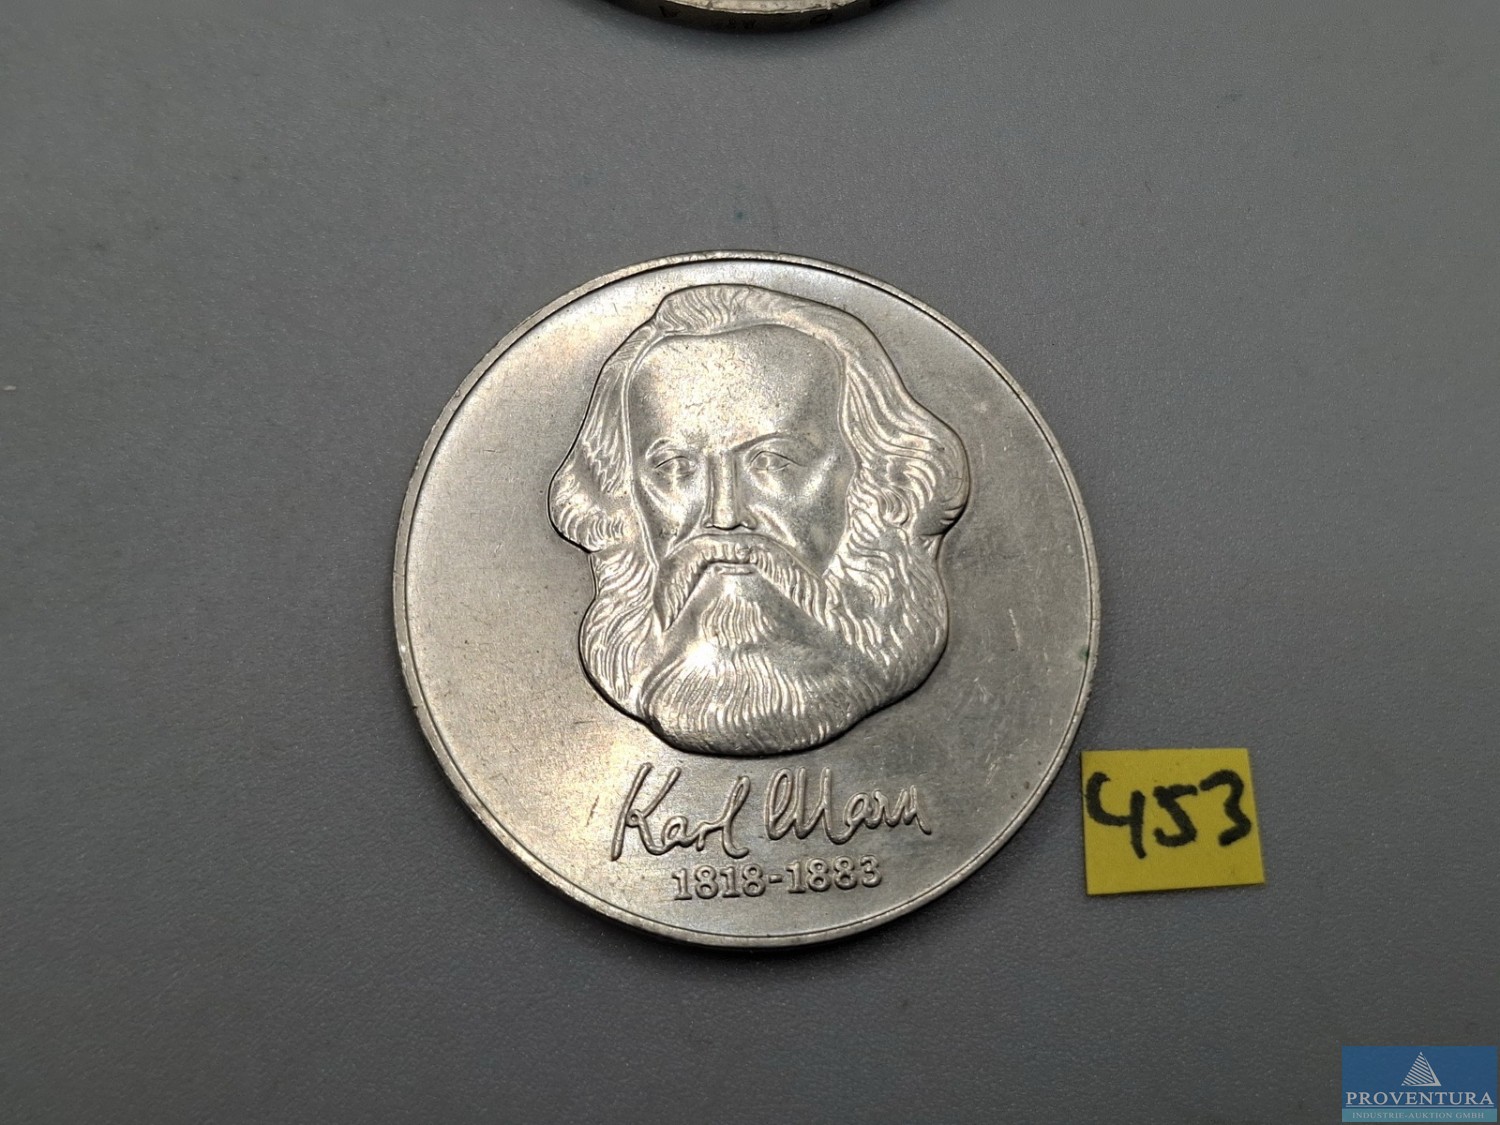 Karl Marx
1818-1883
453
PROVENTURA
INDUSTRIE-AUKTION GMBH